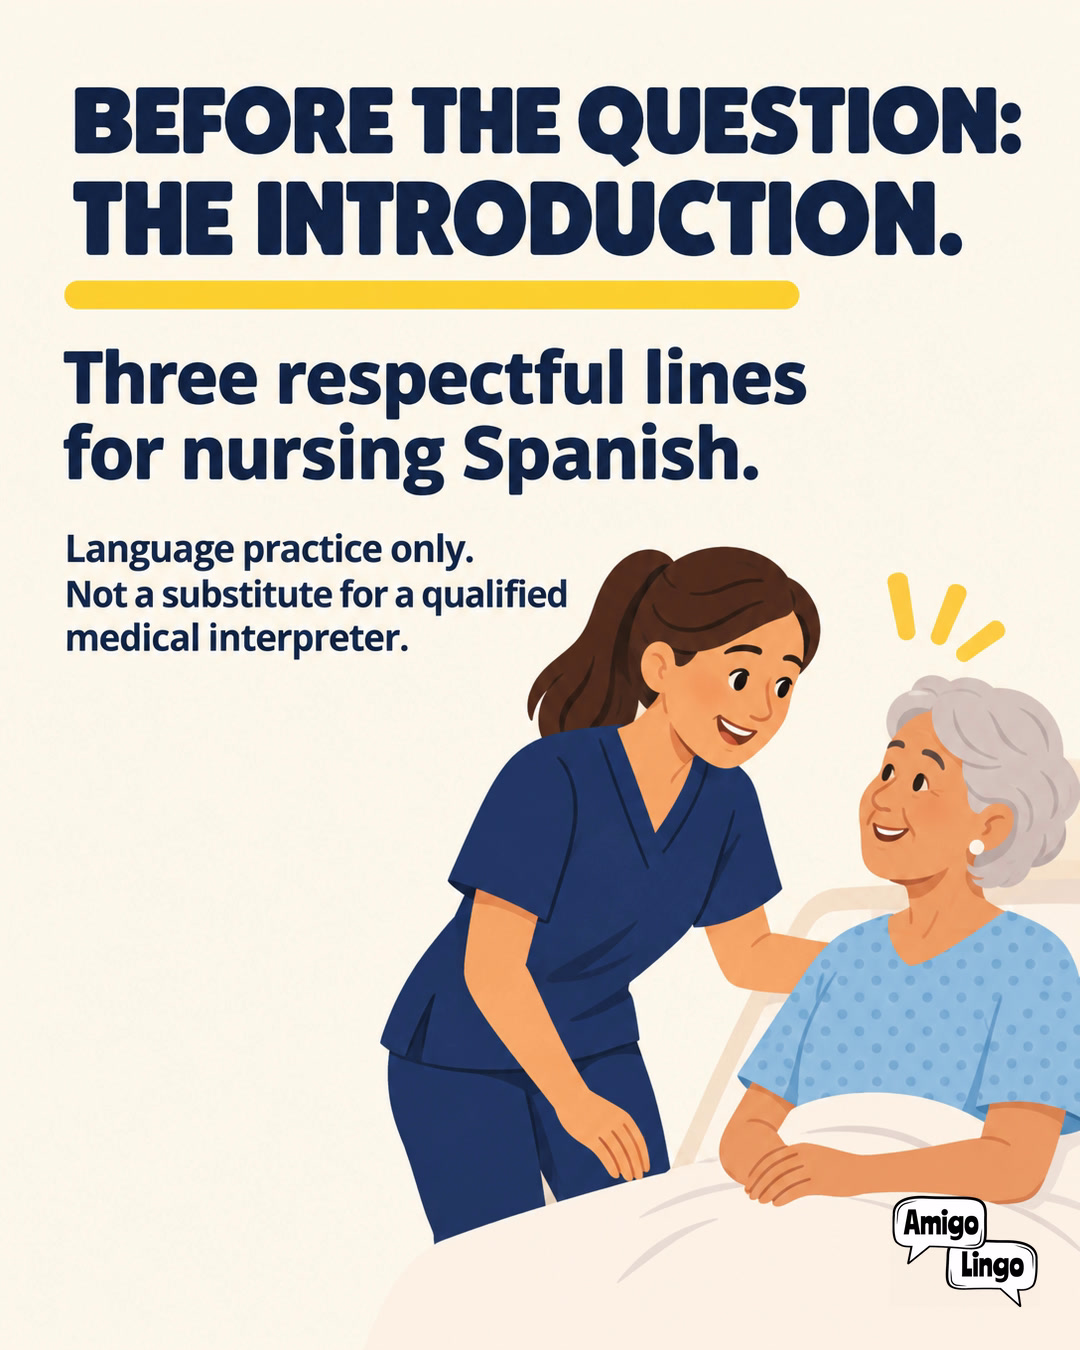 BEFORE THE QUESTION:
THE INTRODUCTION.
Three respectful lines
for nursing Spanish.
Language practice only.
Not a substitute for a qualified
medical interpreter.
Amigo
Lingo